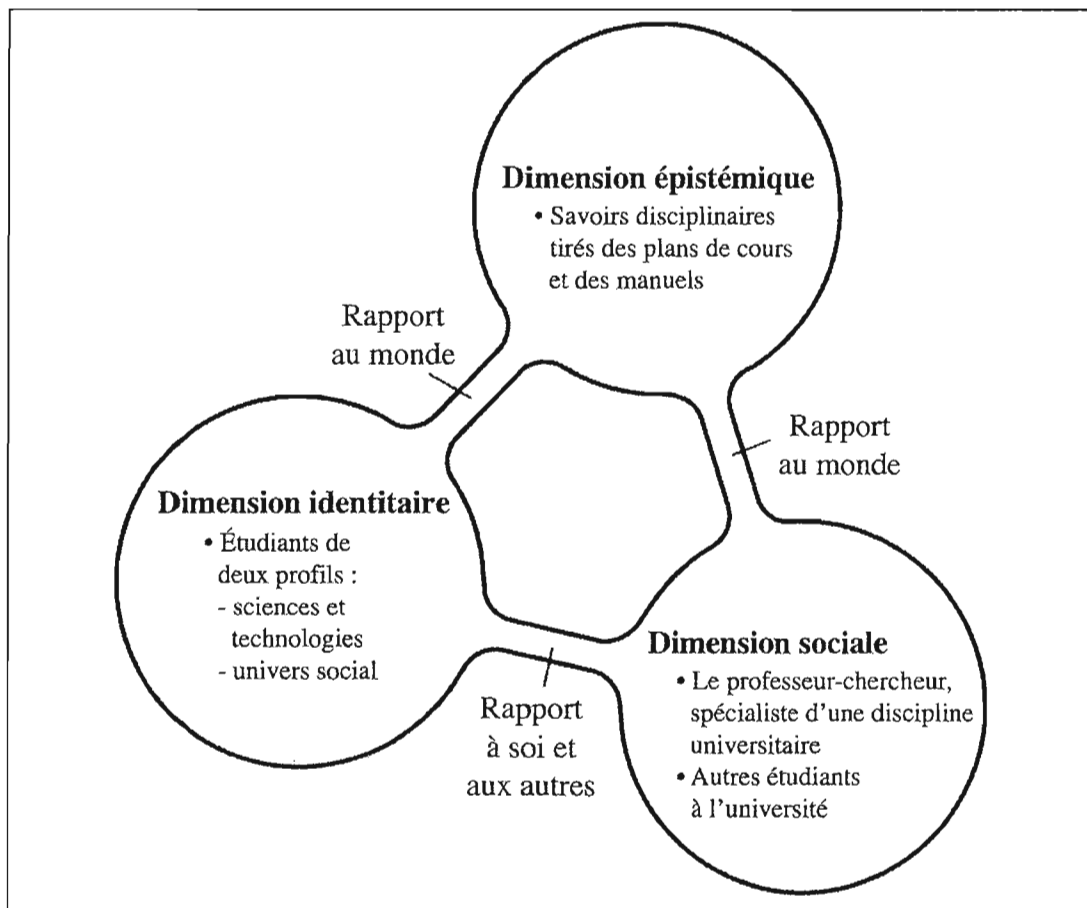 Dimension épistémique
• Savoirs disciplinaires
tirés des plans de cours
et des manuels
Rapport
au monde
Rapport
au monde
Dimension identitaire
• Étudiants de
deux profils :
- sciences et
technologies
- univers social
Dimension sociale
• Le professeur-chercheur,
spécialiste d'une discipline
universitaire
• Autres étudiants
à l'université
Rapport
à soi et
aux autres